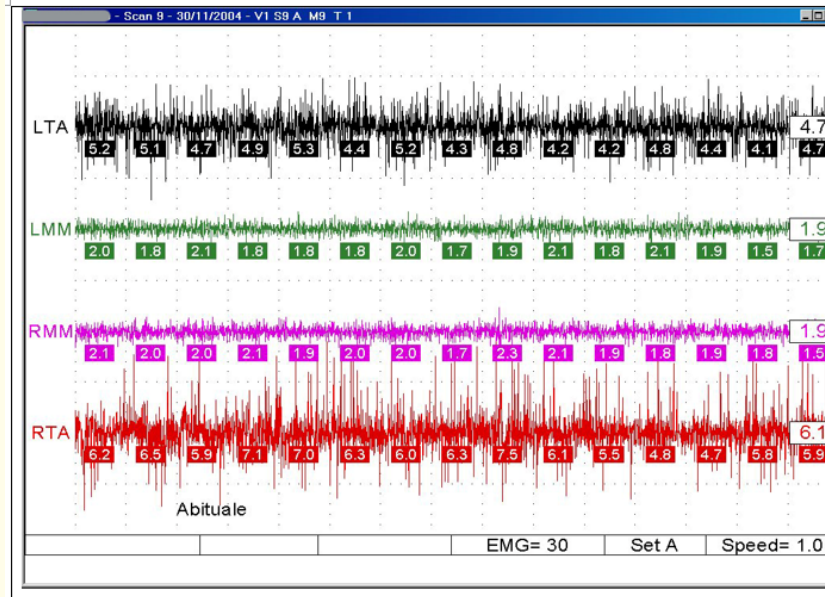 - Scan 9 - 30/11/2004 - V1 S9 A M9 T 1
LTA 4.7
5.2 5.1 4.7 4.9 5.3 4.4 5.2 4.3 4.8 4.2 4.2 4.8 4.4 4.1 4.7
LMM 1.9
2.0 1.8 2.1 1.8 1.8 1.8 2.0 1.7 1.9 2.1 1.8 2.1 1.9 1.5 1.7
RMM 1.9
2.1 2.0 2.0 2.1 1.9 2.0 2.0 1.7 2.3 2.1 1.9 1.8 1.9 1.8 1.5
RTA 6.1
6.2 6.5 5.9 7.1 7.0 6.3 6.0 6.3 7.5 6.1 5.5 4.8 4.7 5.8 5.9
Abituale
EMG= 30 Set A Speed= 1.0